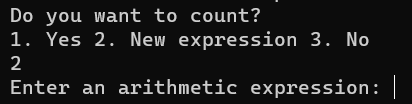 Do you want to count?
1. Yes 2. New expression 3. No
2
Enter an arithmetic expression: